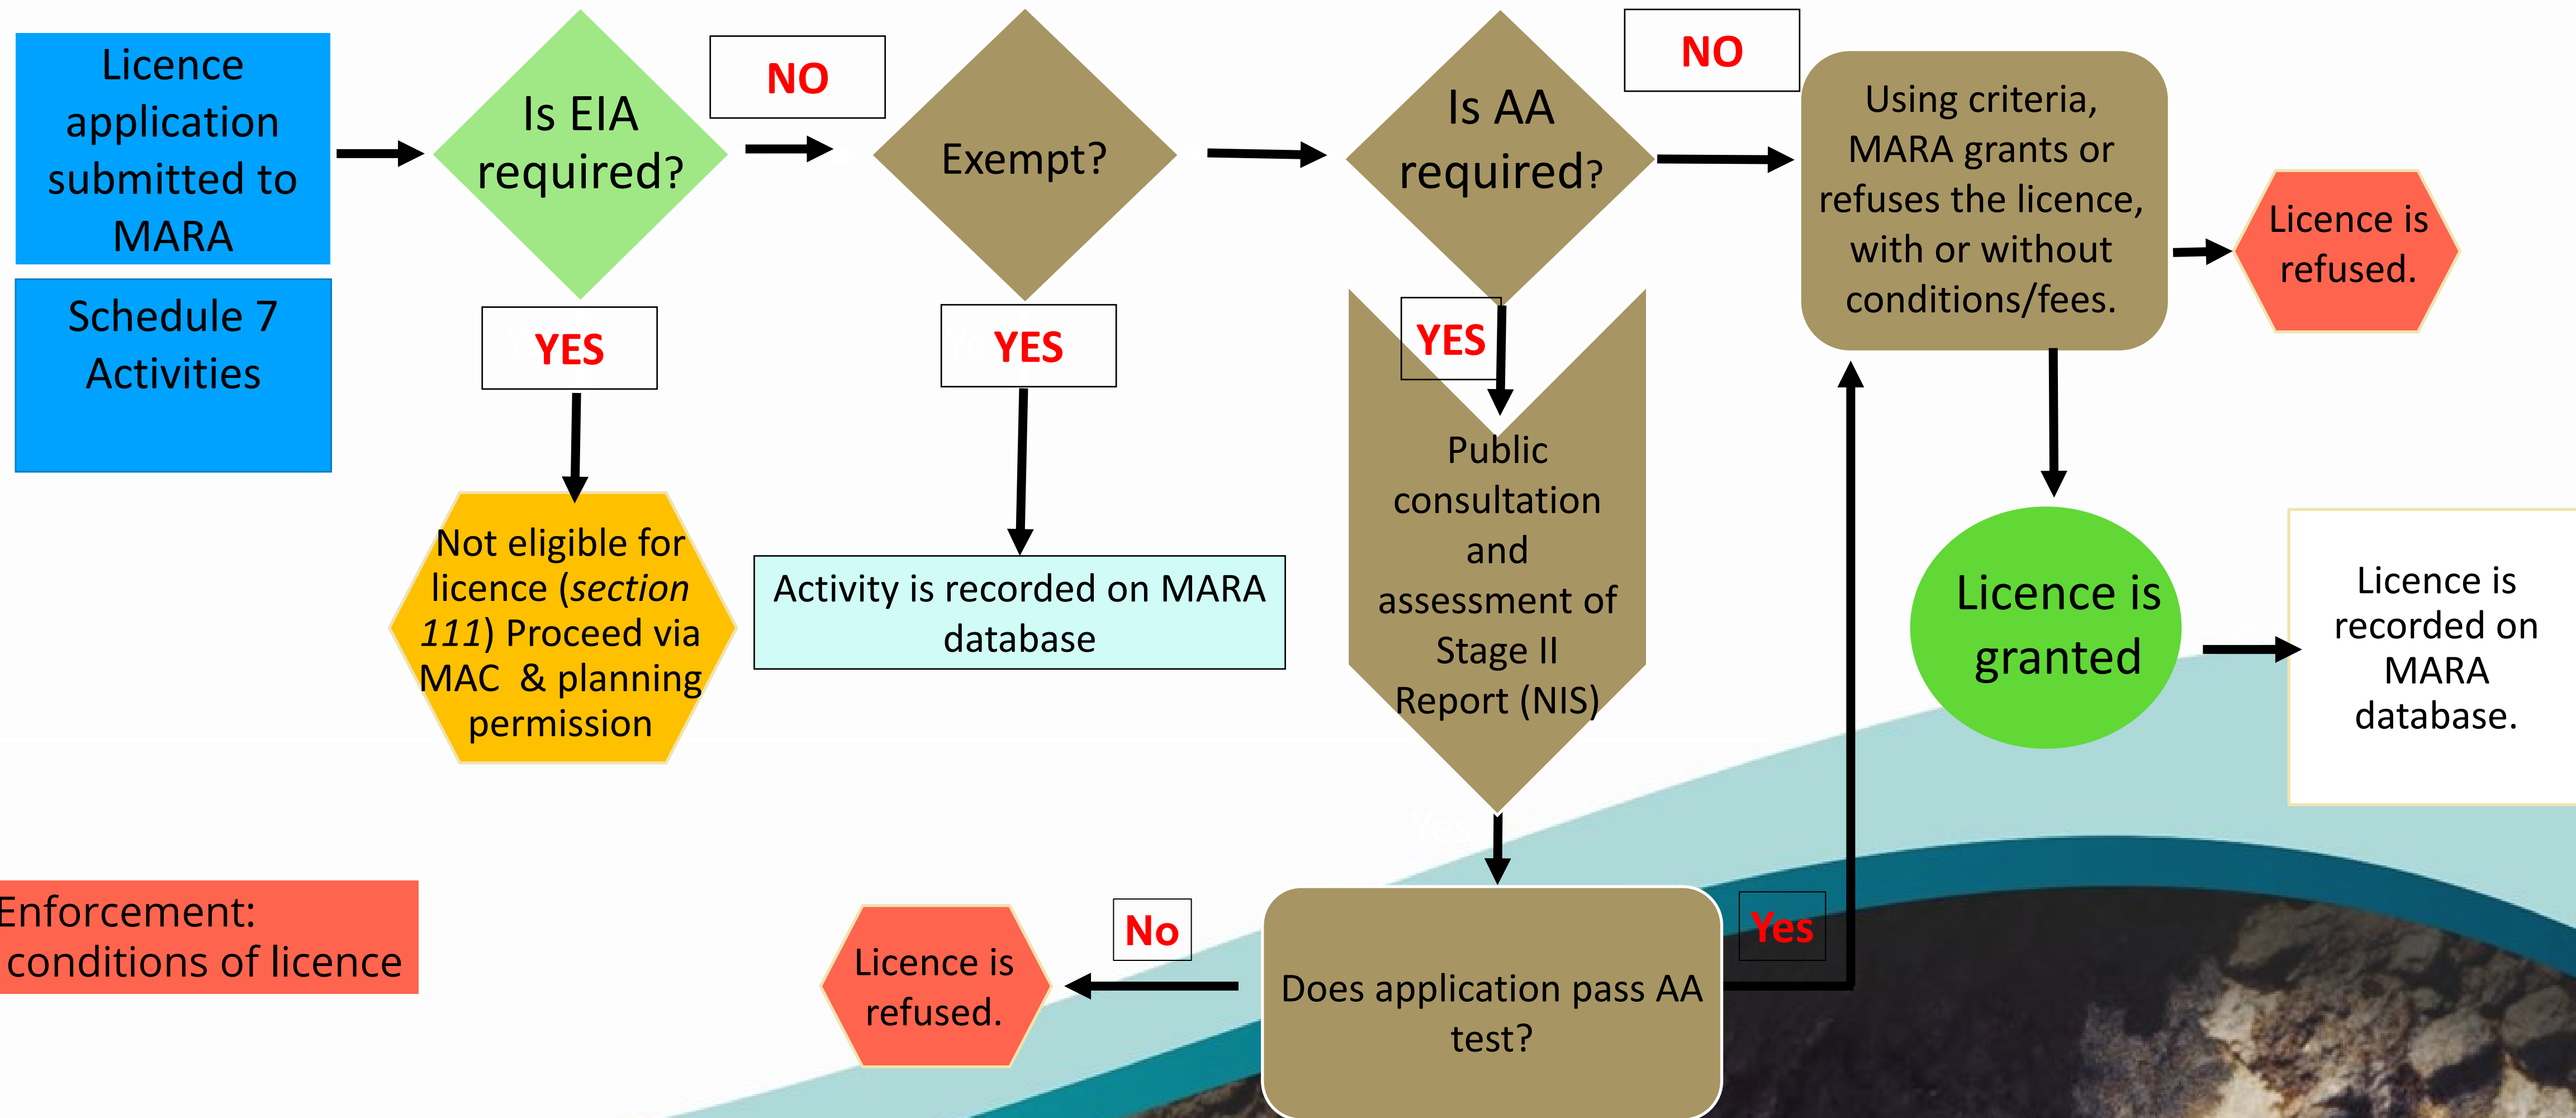 Licence
application
submitted to
MARA
Schedule 7
Activities
Is EIA
required?
NO
YES
Not eligible for
licence (section
111) Proceed via
MAC & planning
permission
Exempt?
YES
Activity is recorded on MARA
database
Is AA
required?
NO
YES
Public
consultation
and
assessment of
Stage II
Report (NIS)
Yes
Does application pass AA
test?
No
Licence is
refused.
Yes
Using criteria,
MARA grants or
refuses the licence,
with or without
conditions/fees.
Licence is
refused.
Licence is
granted
Licence is
recorded on
MARA
database.
Enforcement:
conditions of licence